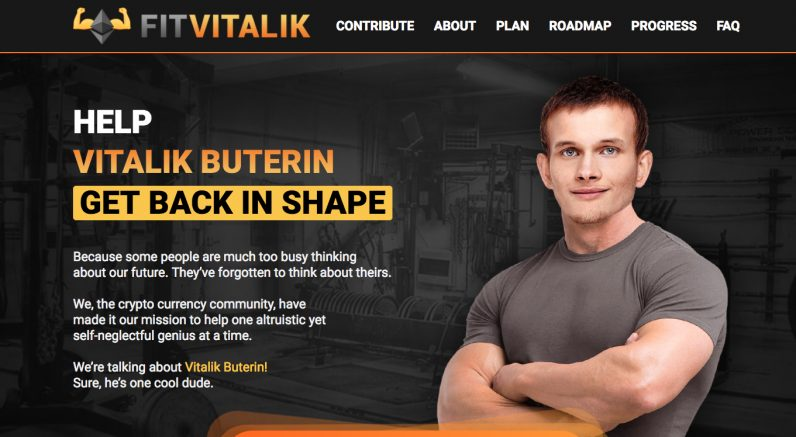 FITVITALIK
CONTRIBUTE ABOUT PLAN ROADMAP PROGRESS FAQ
HELP
VITALIK BUTERIN
GET BACK IN SHAPE
Because some people are much too busy thinking
about our future. They've forgotten to think about theirs.
We, the crypto currency community, have
made it our mission to help one altruistic yet
self-neglectful genius at a time.
We're talking about Vitalik Buterin!
Sure, he's one cool dude.